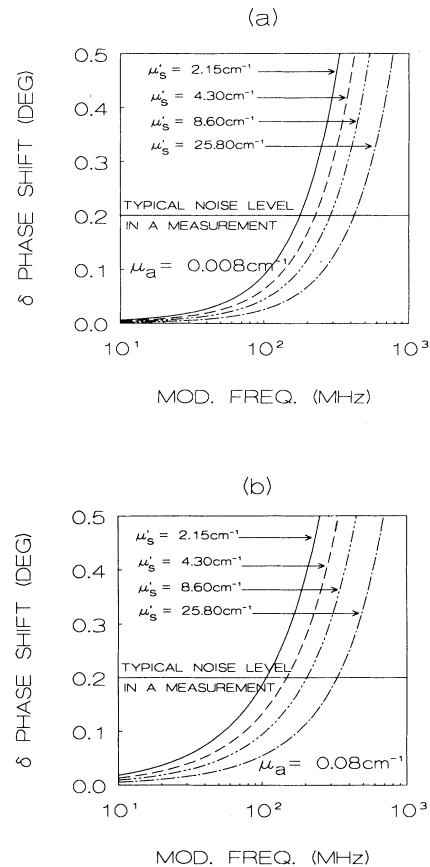 (a)
δ PHASE SHIFT (DEG)
0.5
0.4
0.3
0.2
0.1
0.0
μ's = 2.15cm⁻¹
μ's = 4.30cm⁻¹
μ's = 8.60cm⁻¹
μ's = 25.80cm⁻¹
TYPICAL NOISE LEVEL
IN A MEASUREMENT
μa = 0.008cm⁻¹
10¹ 10² 10³
MOD. FREQ. (MHz)
(b)
δ PHASE SHIFT (DEG)
0.5
0.4
0.3
0.2
0.1
0.0
μ's = 2.15cm⁻¹
μ's = 4.30cm⁻¹
μ's = 8.60cm⁻¹
μ's = 25.80cm⁻¹
TYPICAL NOISE LEVEL
IN A MEASUREMENT
μa = 0.08cm⁻¹
10¹ 10² 10³
MOD. FREQ. (MHz)